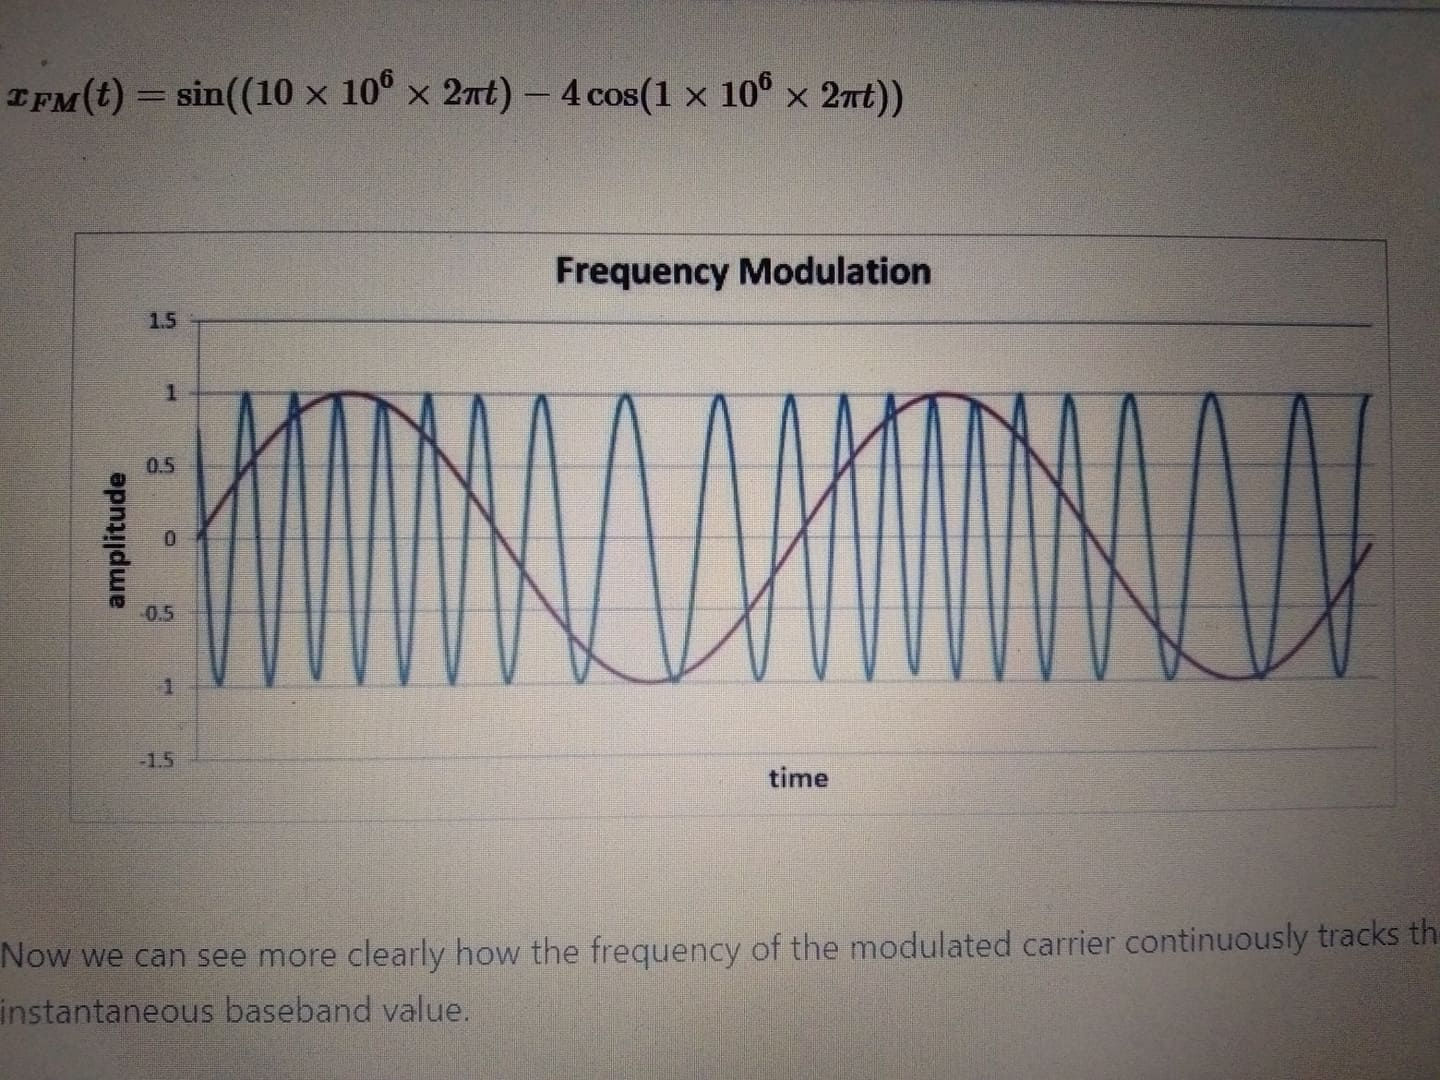 x_FM(t) = sin((10 × 10⁶ × 2πt) − 4 cos(1 × 10⁶ × 2πt))
Frequency Modulation
1.5
1
0.5
0
-0.5
-1
-1.5
amplitude
time
Now we can see more clearly how the frequency of the modulated carrier continuously tracks th
instantaneous baseband value.